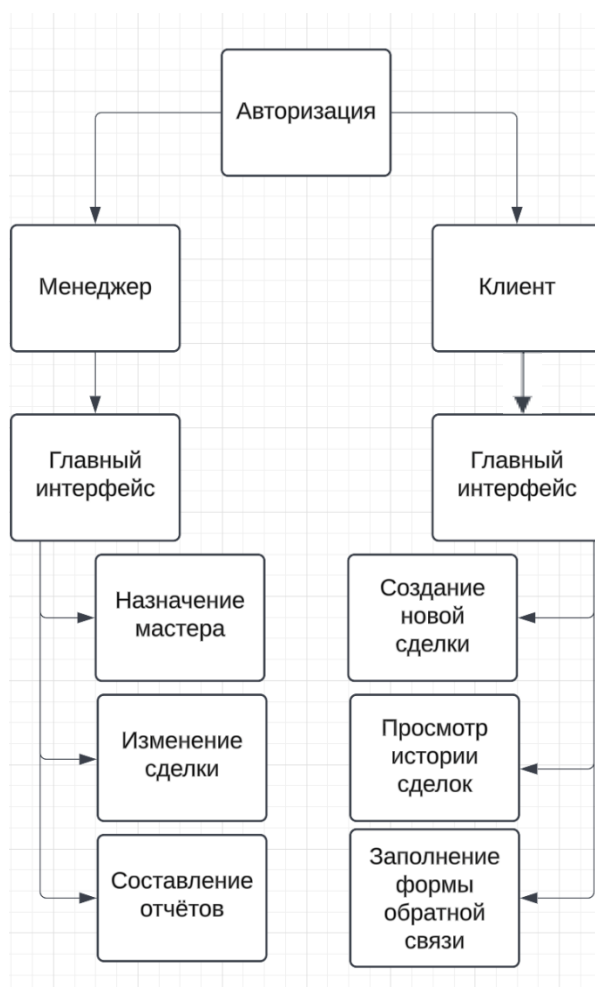 Авторизация
Менеджер
Клиент
Главный
интерфейс
Главный
интерфейс
Назначение
мастера
Создание
новой
сделки
Изменение
сделки
Просмотр
истории
сделок
Составление
отчётов
Заполнение
формы
обратной
связи